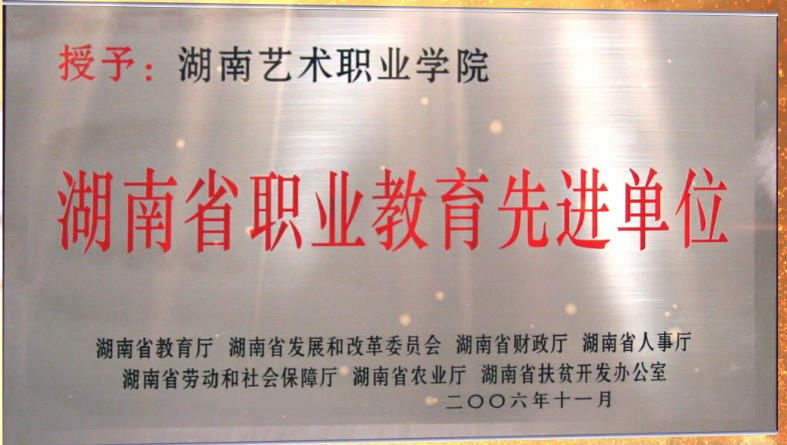 授予：湖南艺术职业学院
湖南省职业教育先进单位
湖南省教育厅 湖南省发展和改革委员会 湖南省财政厅 湖南省人事厅
湖南省劳动和社会保障厅 湖南省农业厅 湖南省扶贫开发办公室
二〇〇六年十一月